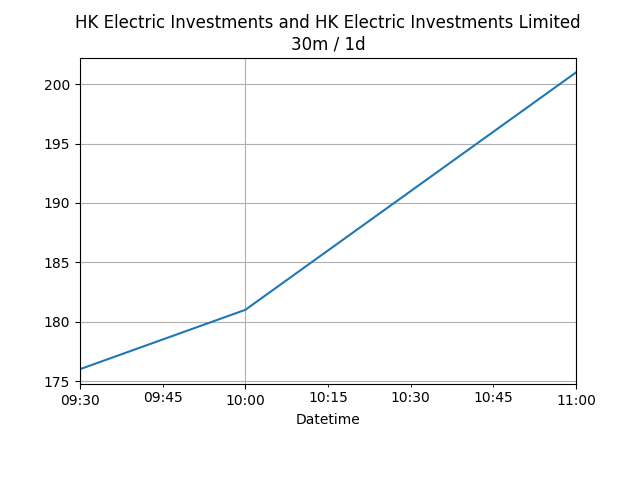 HK Electric Investments and HK Electric Investments Limited
30m / 1d
200
195
190
185
180
175
09:30 09:45 10:00 10:15 10:30 10:45 11:00
Datetime